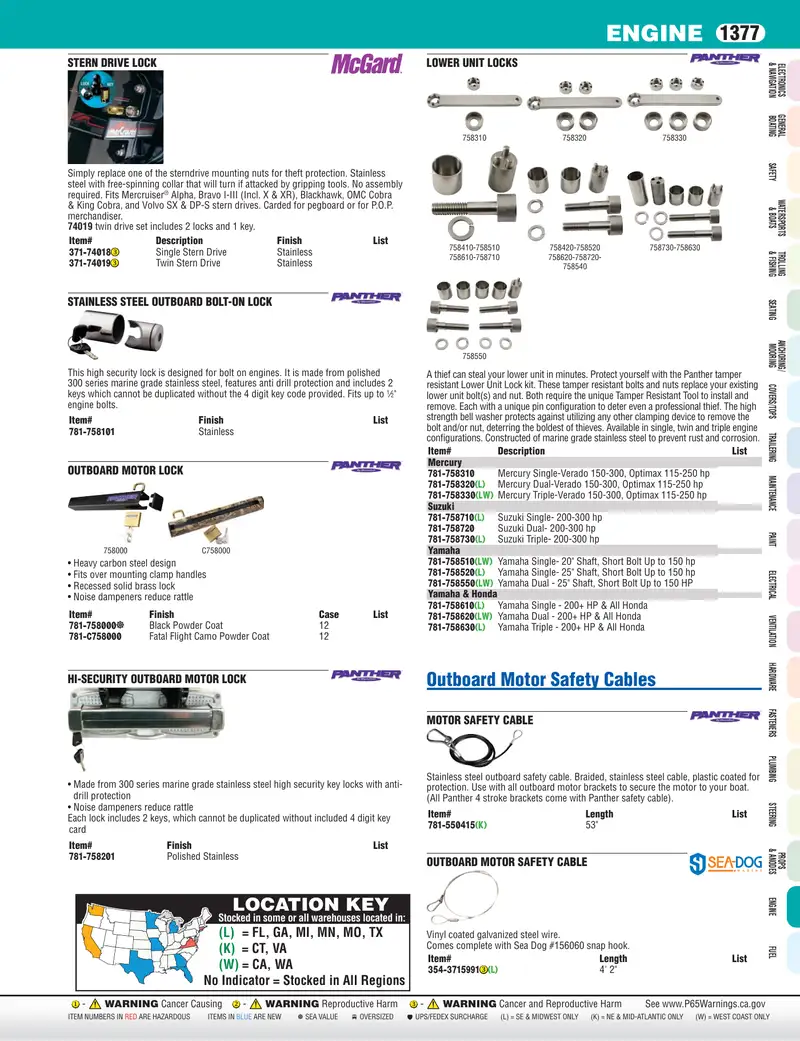 ENGINE 1377
STERN DRIVE LOCK
McGard
Simply replace one of the sterndrive mounting nuts for theft protection. Stainless
steel with free-spinning collar that will turn if attacked by gripping tools. No assembly
required. Fits Mercruiser® Alpha, Bravo I-III (Incl. X & XR), Blackhawk, OMC Cobra
& King Cobra, and Volvo SX & DP-S stern drives. Carded for pegboard or for P.O.P.
merchandiser.
74019 twin drive set includes 2 locks and 1 key.
Item# Description Finish List
371-74018 3 Single Stern Drive Stainless
371-74019 3 Twin Stern Drive Stainless
STAINLESS STEEL OUTBOARD BOLT-ON LOCK
PANTHER
This high security lock is designed for bolt on engines. It is made from polished
300 series marine grade stainless steel, features anti drill protection and includes 2
keys which cannot be duplicated without the 4 digit key code provided. Fits up to ½"
engine bolts.
Item# Finish List
781-758101 Stainless
OUTBOARD MOTOR LOCK
PANTHER
758000 C758000
• Heavy carbon steel design
• Fits over mounting clamp handles
• Recessed solid brass lock
• Noise dampeners reduce rattle
Item# Finish Case List
781-758000 Black Powder Coat 12
781-C758000 Fatal Flight Camo Powder Coat 12
HI-SECURITY OUTBOARD MOTOR LOCK
PANTHER
• Made from 300 series marine grade stainless steel high security key locks with anti-
drill protection
• Noise dampeners reduce rattle
Each lock includes 2 keys, which cannot be duplicated without included 4 digit key
card
Item# Finish List
781-758201 Polished Stainless
LOCATION KEY
Stocked in some or all warehouses located in:
(L) = FL, GA, MI, MN, MO, TX
(K) = CT, VA
(W) = CA, WA
No Indicator = Stocked in All Regions
LOWER UNIT LOCKS
PANTHER
758310 758320 758330
758410-758510 758420-758520 758730-758630
758610-758710 758620-758720-
758540
758550
A thief can steal your lower unit in minutes. Protect yourself with the Panther tamper
resistant Lower Unit Lock kit. These tamper resistant bolts and nuts replace your existing
lower unit bolt(s) and nut. Both require the unique Tamper Resistant Tool to install and
remove. Each with a unique pin configuration to deter even a professional thief. The high
strength bell washer protects against utilizing any other clamping device to remove the
bolt and/or nut, deterring the boldest of thieves. Available in single, twin and triple engine
configurations. Constructed of marine grade stainless steel to prevent rust and corrosion.
Item# Description List
Mercury
781-758310 Mercury Single-Verado 150-300, Optimax 115-250 hp
781-758320(L) Mercury Dual-Verado 150-300, Optimax 115-250 hp
781-758330(LW) Mercury Triple-Verado 150-300, Optimax 115-250 hp
Suzuki
781-758710(L) Suzuki Single- 200-300 hp
781-758720 Suzuki Dual- 200-300 hp
781-758730(L) Suzuki Triple- 200-300 hp
Yamaha
781-758510(LW) Yamaha Single- 20" Shaft, Short Bolt Up to 150 hp
781-758520(L) Yamaha Single- 25" Shaft, Short Bolt Up to 150 hp
781-758550(LW) Yamaha Dual - 25" Shaft, Short Bolt Up to 150 HP
Yamaha & Honda
781-758610(L) Yamaha Single - 200+ HP & All Honda
781-758620(LW) Yamaha Dual - 200+ HP & All Honda
781-758630(L) Yamaha Triple - 200+ HP & All Honda
Outboard Motor Safety Cables
MOTOR SAFETY CABLE
PANTHER
Stainless steel outboard safety cable. Braided, stainless steel cable, plastic coated for
protection. Use with all outboard motor brackets to secure the motor to your boat.
(All Panther 4 stroke brackets come with Panther safety cable).
Item# Length List
781-550415(K) 53"
OUTBOARD MOTOR SAFETY CABLE
SEA-DOG
Vinyl coated galvanized steel wire.
Comes complete with Sea Dog #156060 snap hook.
Item# Length List
354-3715991 3 (L) 4' 2"
ELECTRONICS
& NAVIGATION
GENERAL
BOATING
SAFETY
WATERSPORTS
& BOATS
TROLLING
& FISHING
SEATING
ANCHORING/
MOORING
COVERS/TOPS
TRAILERING
MAINTENANCE
PAINT
ELECTRICAL
VENTILATION
HARDWARE
FASTENERS
PLUMBING
STEERING
PROPS
& ANODES
ENGINE
FUEL
1 - WARNING Cancer Causing 2 - WARNING Reproductive Harm 3 - WARNING Cancer and Reproductive Harm See www.P65Warnings.ca.gov
ITEM NUMBERS IN RED ARE HAZARDOUS ITEMS IN BLUE ARE NEW SEA VALUE OVERSIZED UPS/FEDEX SURCHARGE (L) = SE & MIDWEST ONLY (K) = NE & MID-ATLANTIC ONLY (W) = WEST COAST ONLY